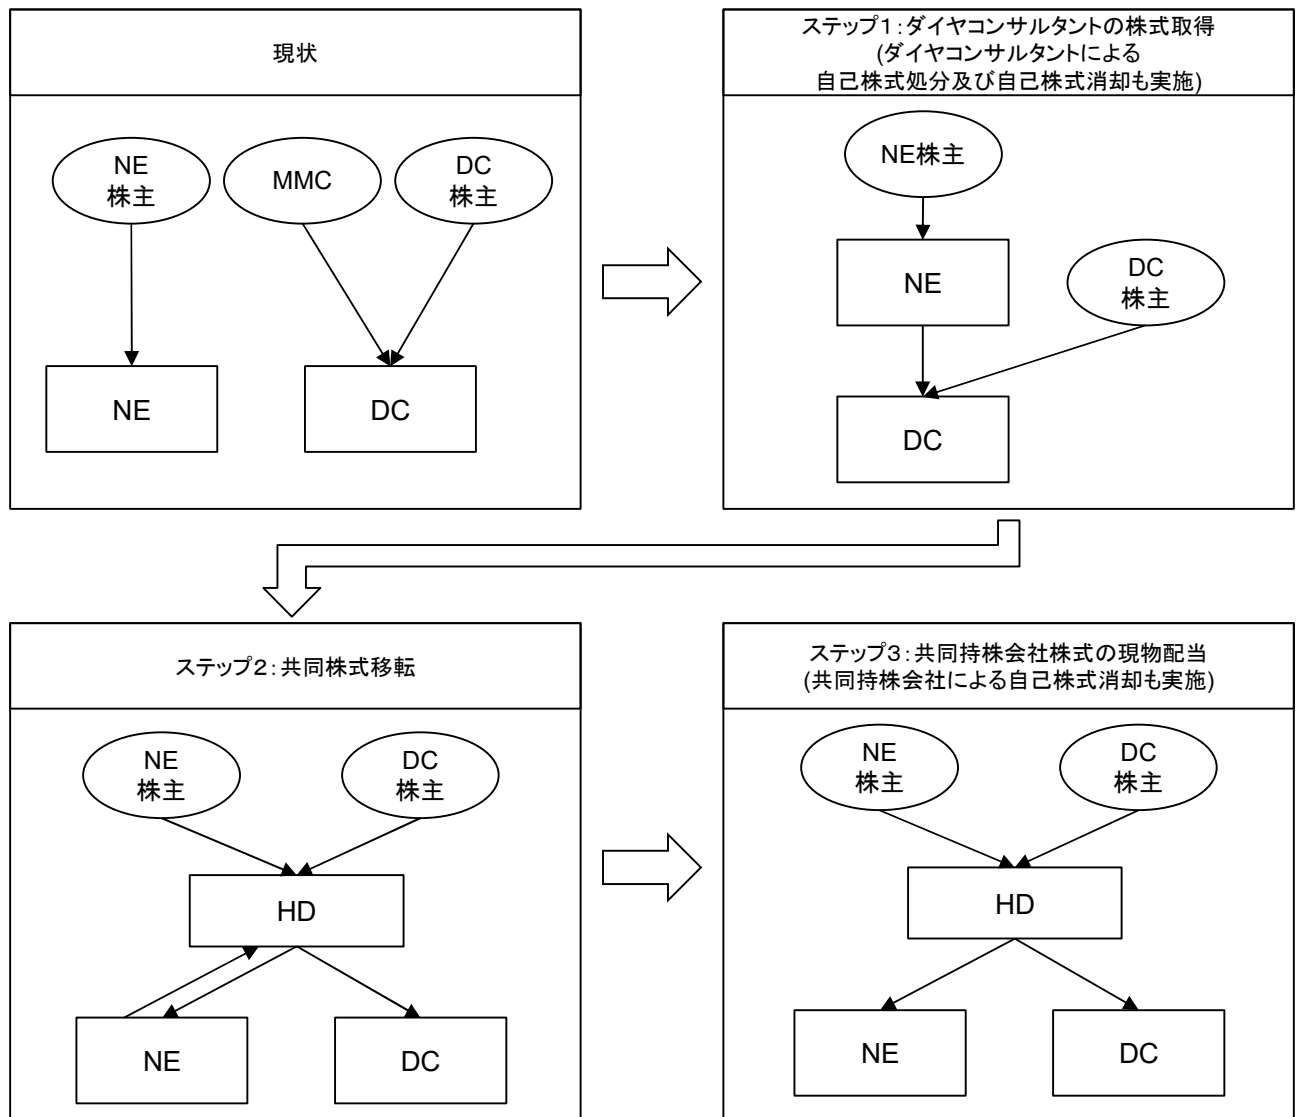 現状
NE
株主
MMC
DC
株主
NE
DC
ステップ1:ダイヤコンサルタントの株式取得
(ダイヤコンサルタントによる
自己株式処分及び自己株式消却も実施)
NE株主
NE
DC
株主
DC
ステップ2:共同株式移転
NE
株主
DC
株主
HD
NE
DC
ステップ3:共同持株会社株式の現物配当
(共同持株会社による自己株式消却も実施)
NE
株主
DC
株主
HD
NE
DC